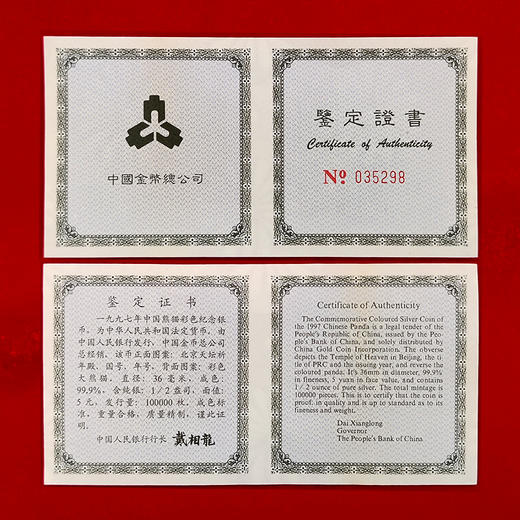 中國金幣總公司
鑒定證書
Certificate of Authenticity
Nº 035298
鉴定证书
一九九七年中国熊猫彩色纪念银
币，为中华人民共和国法定货币，由
中国人民银行发行，中国金币总公司
总经销。该币正面图案：北京天坛祈
年殿、国号、年号，背面图案：彩色
大熊猫。直径：36毫米，成色：
99.9%，含纯银：1/2盎司，面值：
5元，发行量：100000枚。成色标
准，重量合格，质量精制，谨此证
明。
中国人民银行行长 戴相龍
Certificate of Authenticity
The Commemorative Coloured Silver Coin of
the 1997 Chinese Panda is a legal tender of the
People's Republic of China, issued by the Peo-
ple's Bank of China, and solely distributed by
China Gold Coin Incorporation. The obverse
depicts the Temple of Heaven in Beijing, the ti-
tle of PRC and the issuing year, and reverse the
coloured panda. It's 36mm in diameter, 99.9%
in fineness, 5 yuan in face value, and contains
1/2 ounce of pure silver. The total mintage is
100000 pieces. This is to certify that the coin is
proof in quality and is up to standard as to its
fineness and weight.
Dai Xianglong
Governor
The People's Bank of China